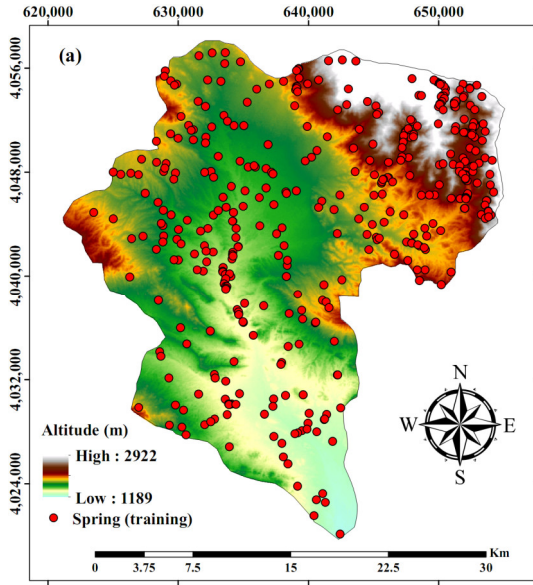 620,000 630,000 640,000 650,000
(a)
4,056,000
4,048,000
4,040,000
4,032,000
4,024,000
N
W E
S
Altitude (m)
High : 2922
Low : 1189
Spring (training)
Km
0 3.75 7.5 15 22.5 30